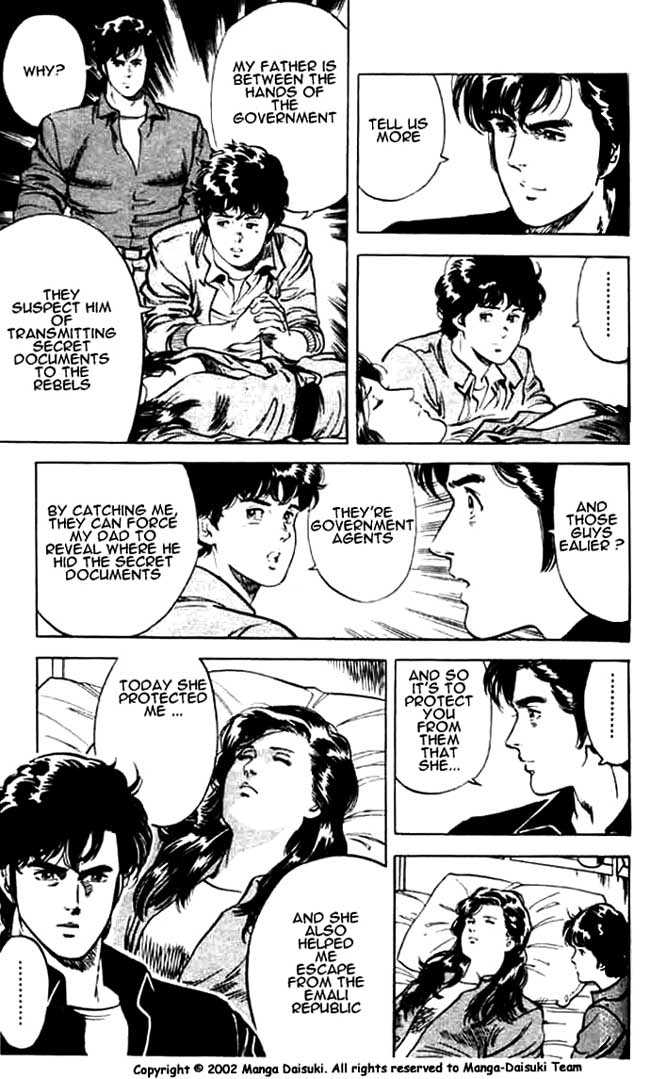 TELL US
MORE
.........
MY FATHER IS
BETWEEN THE
HANDS OF
THE
GOVERNMENT
WHY?
THEY
SUSPECT HIM
OF
TRANSMITTING
SECRET
DOCUMENTS
TO THE
REBELS
AND
THOSE
GUYS
EALIER ?
THEY'RE
GOVERNMENT
AGENTS
BY CATCHING ME,
THEY CAN FORCE
MY DAD TO
REVEAL WHERE HE
HID THE SECRET
DOCUMENTS
.........
AND SO
IT'S TO
PROTECT
YOU
FROM
THEM
THAT
SHE...
TODAY SHE
PROTECTED
ME ...
AND SHE
ALSO
HELPED
ME
ESCAPE
FROM THE
EMALI
REPUBLIC
.........
Copyright © 2002 Manga Daisuki. All rights reserved to Manga-Daisuki Team